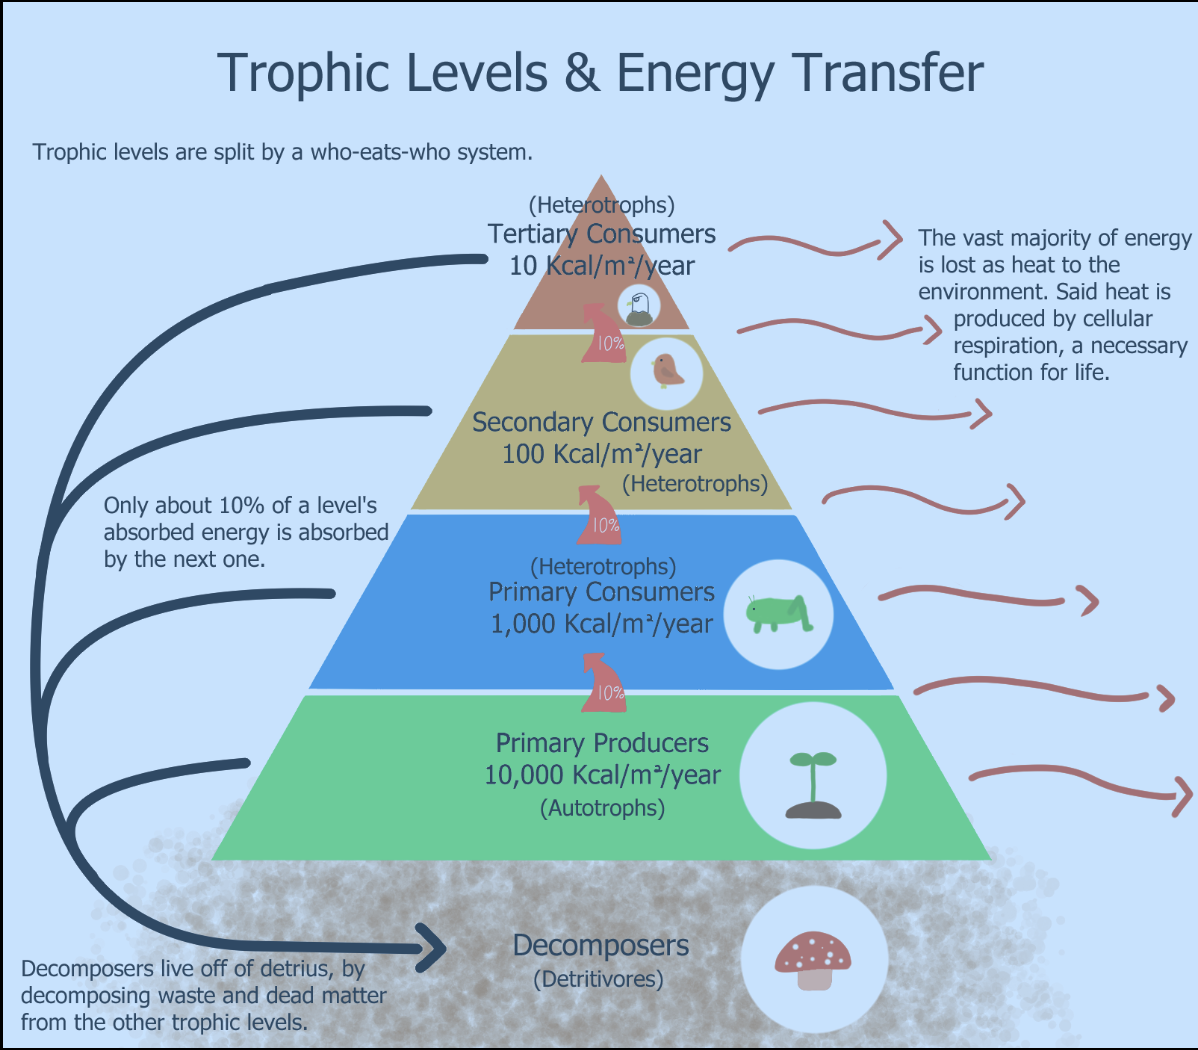 Trophic Levels & Energy Transfer
Trophic levels are split by a who-eats-who system.
(Heterotrophs)
Tertiary Consumers
10 Kcal/m²/year
The vast majority of energy
is lost as heat to the
environment. Said heat is
produced by cellular
respiration, a necessary
function for life.
10%
Secondary Consumers
100 Kcal/m²/year
(Heterotrophs)
Only about 10% of a level's
absorbed energy is absorbed
by the next one.
10%
(Heterotrophs)
Primary Consumers
1,000 Kcal/m²/year
10%
Primary Producers
10,000 Kcal/m²/year
(Autotrophs)
Decomposers
(Detritivores)
Decomposers live off of detrius, by
decomposing waste and dead matter
from the other trophic levels.